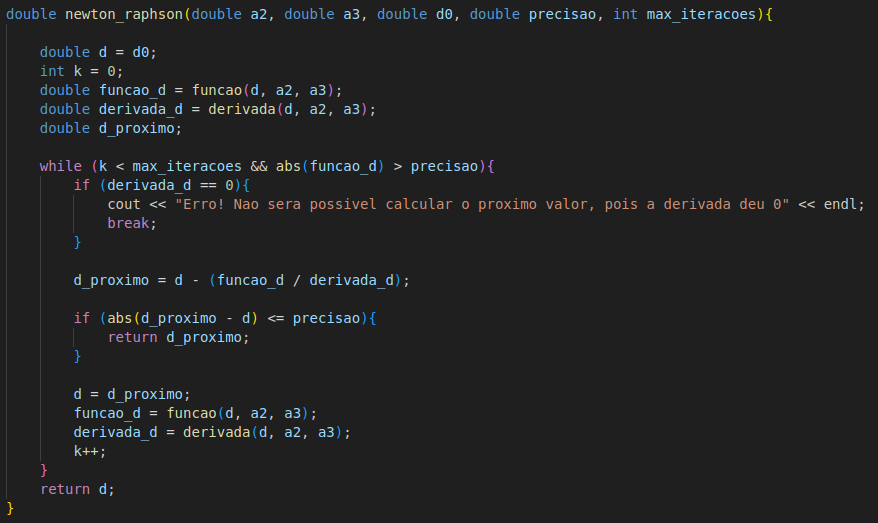 double newton_raphson(double a2, double a3, double d0, double precisao, int max_iteracoes){
double d = d0;
int k = 0;
double funcao_d = funcao(d, a2, a3);
double derivada_d = derivada(d, a2, a3);
double d_proximo;
while (k < max_iteracoes && abs(funcao_d) > precisao){
if (derivada_d == 0){
cout << "Erro! Nao sera possivel calcular o proximo valor, pois a derivada deu 0" << endl;
break;
}
d_proximo = d - (funcao_d / derivada_d);
if (abs(d_proximo - d) <= precisao){
return d_proximo;
}
d = d_proximo;
funcao_d = funcao(d, a2, a3);
derivada_d = derivada(d, a2, a3);
k++;
}
return d;
}